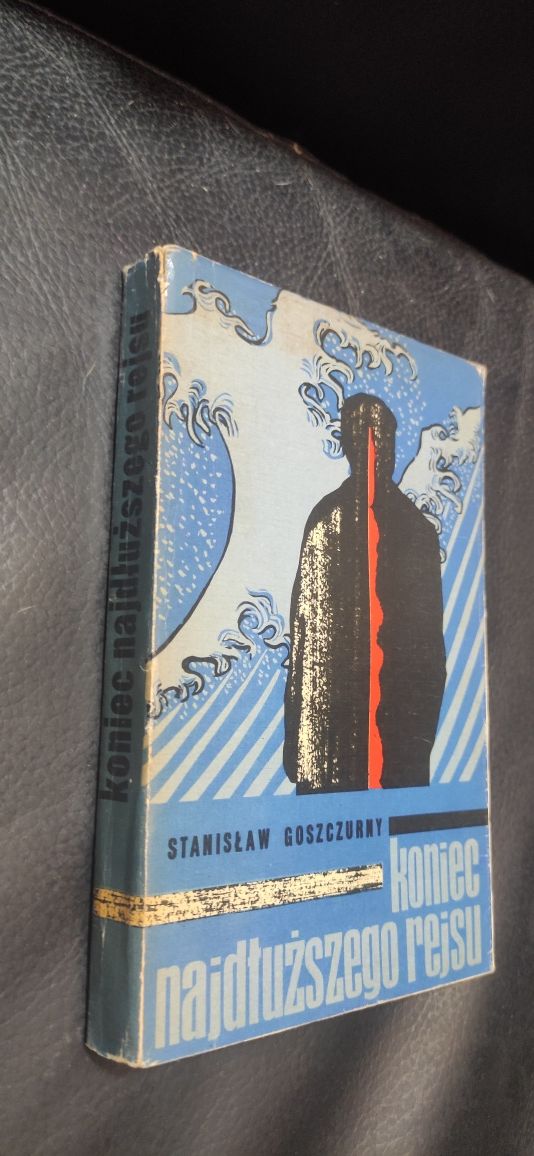 koniec najdłuższego rejsu
STANISŁAW GOSZCZURNY
koniec
najdłuższego rejsu